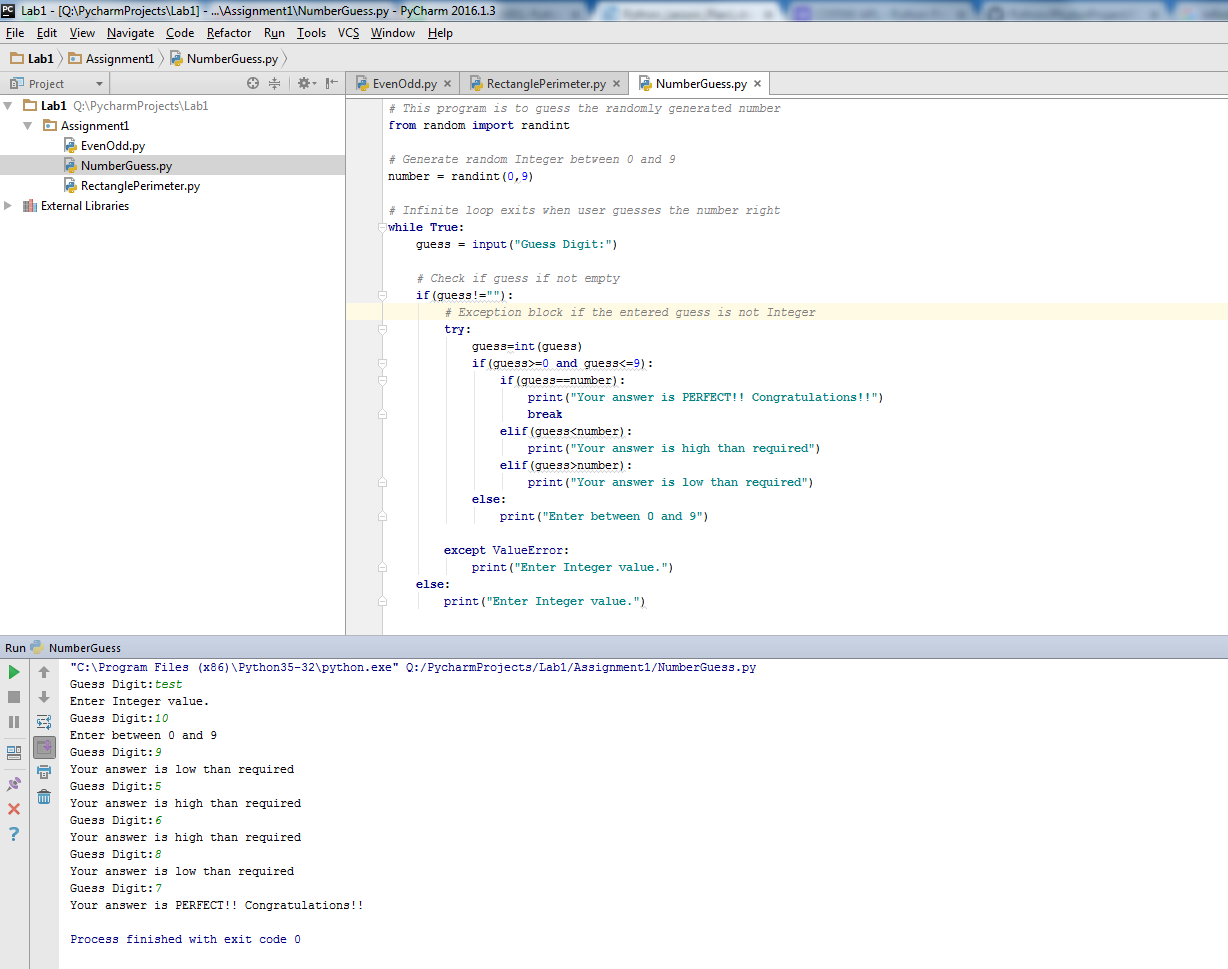 Lab1 - [Q:\PycharmProjects\Lab1] - ...\Assignment1\NumberGuess.py - PyCharm 2016.1.3
File Edit View Navigate Code Refactor Run Tools VCS Window Help
Lab1 Assignment1 NumberGuess.py
Project
EvenOdd.py RectanglePerimeter.py NumberGuess.py
Lab1 Q:\PycharmProjects\Lab1
Assignment1
EvenOdd.py
NumberGuess.py
RectanglePerimeter.py
External Libraries
# This program is to guess the randomly generated number
from random import randint
# Generate random Integer between 0 and 9
number = randint(0,9)
# Infinite loop exits when user guesses the number right
while True:
guess = input("Guess Digit:")
# Check if guess if not empty
if(guess!=""):
# Exception block if the entered guess is not Integer
try:
guess=int(guess)
if(guess>=0 and guess<=9):
if(guess==number):
print("Your answer is PERFECT!! Congratulations!!")
break
elif(guess<number):
print("Your answer is high than required")
elif(guess>number):
print("Your answer is low than required")
else:
print("Enter between 0 and 9")
except ValueError:
print("Enter Integer value.")
else:
print("Enter Integer value.")
Run NumberGuess
"C:\Program Files (x86)\Python35-32\python.exe" Q:/PycharmProjects/Lab1/Assignment1/NumberGuess.py
Guess Digit:test
Enter Integer value.
Guess Digit:10
Enter between 0 and 9
Guess Digit:9
Your answer is low than required
Guess Digit:5
Your answer is high than required
Guess Digit:6
Your answer is high than required
Guess Digit:8
Your answer is low than required
Guess Digit:7
Your answer is PERFECT!! Congratulations!!
Process finished with exit code 0